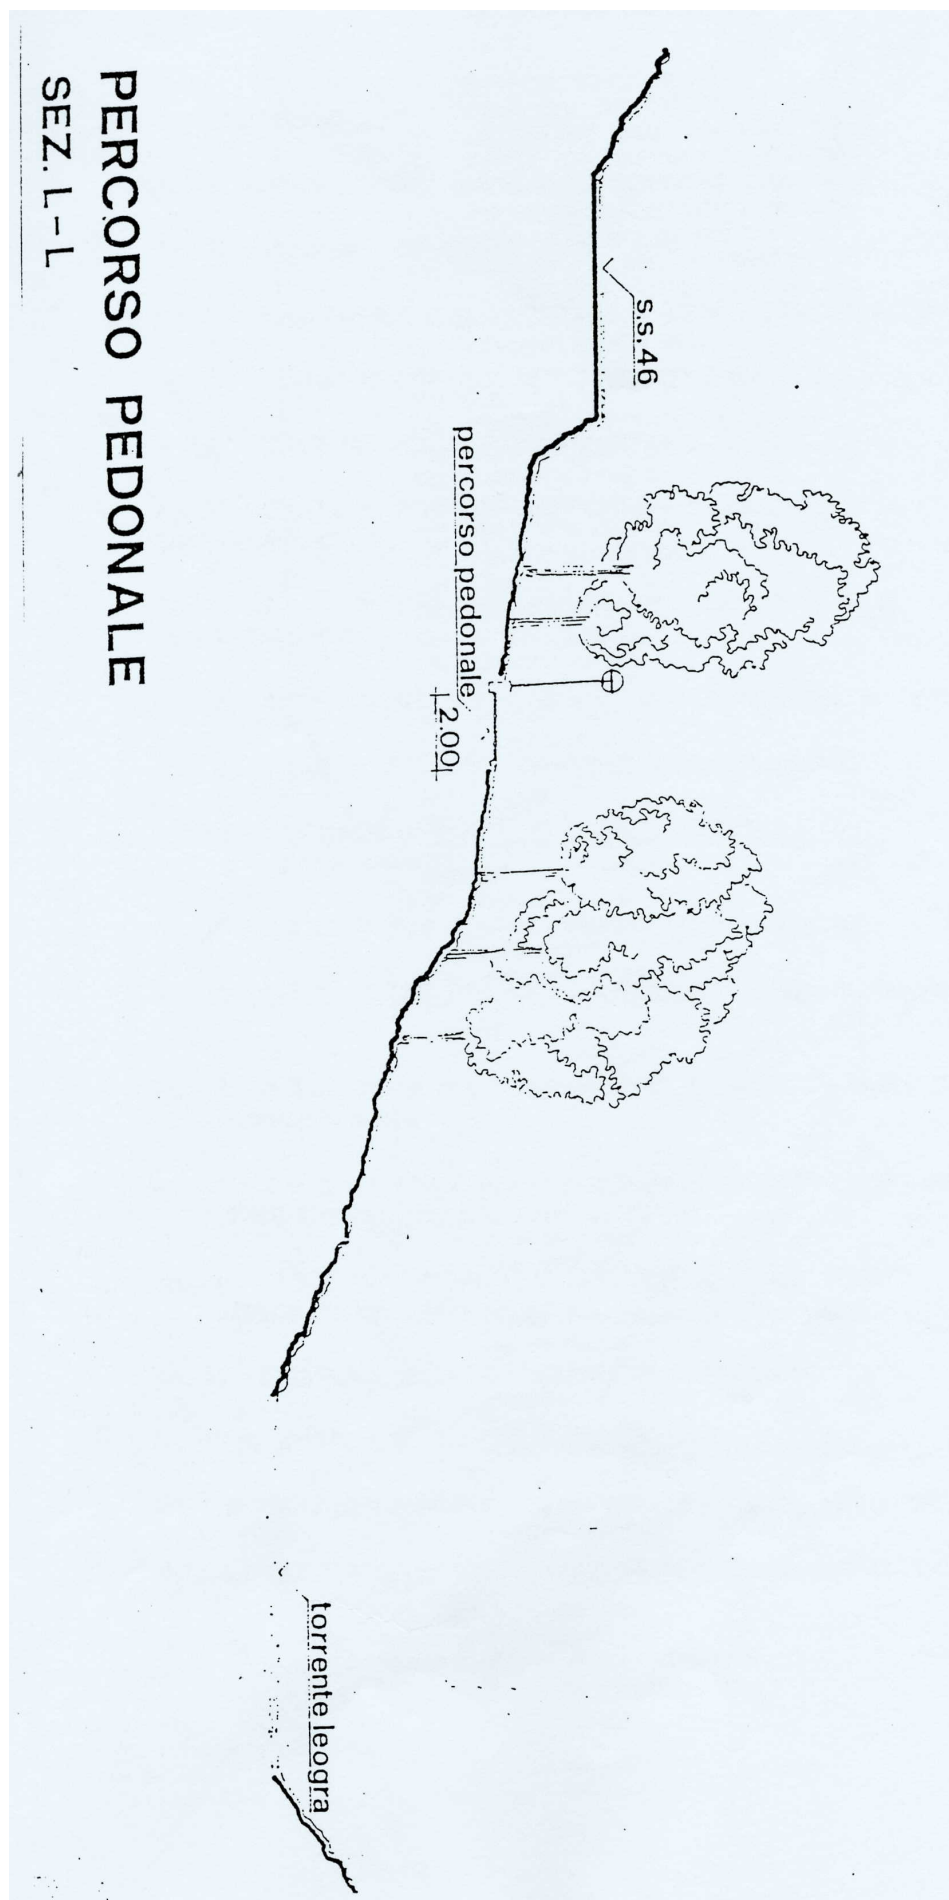 s.s. 46
percorso pedonale
2.00
torrente leogra
PERCORSO PEDONALE
SEZ. L-L